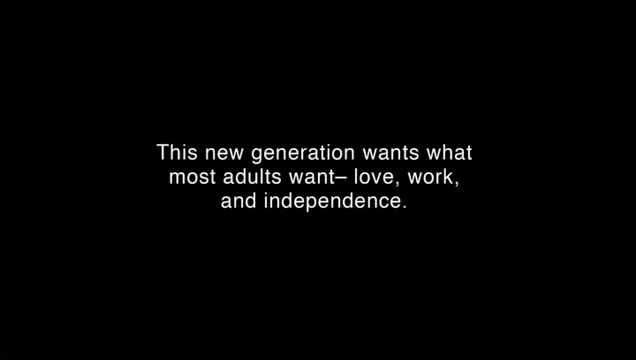 This new generation wants what
most adults want– love, work,
and independence.